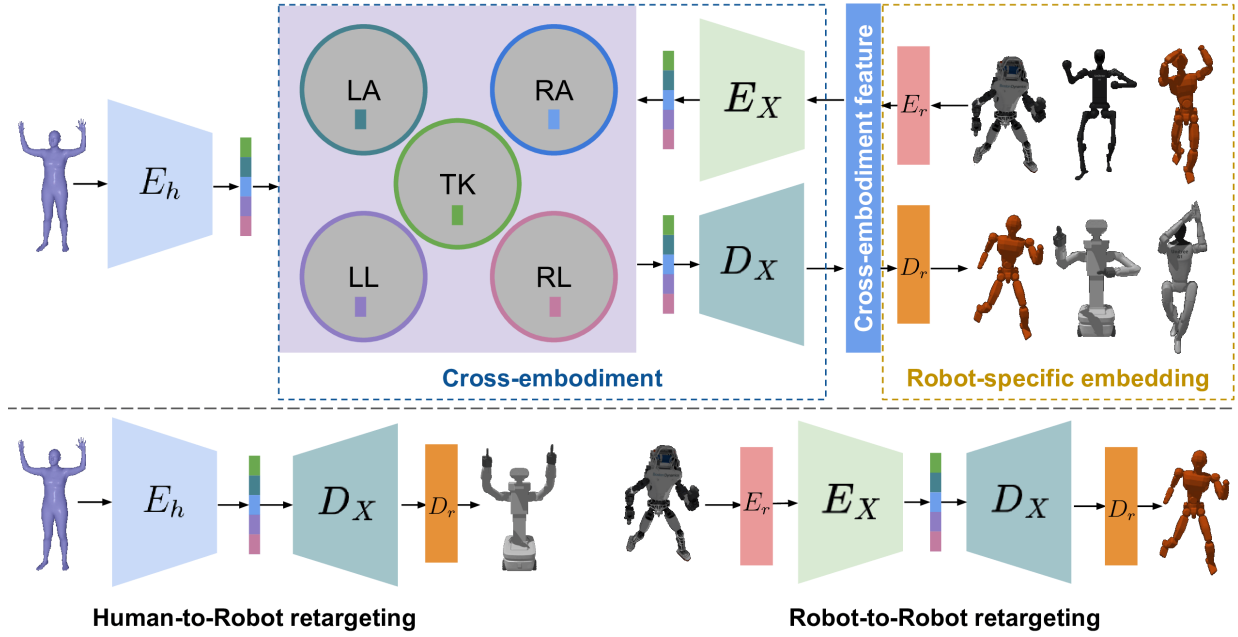 LA
RA
TK
LL
RL
E_h
E_X
D_X
Cross-embodiment feature
E_r
D_r
Cross-embodiment
Robot-specific embedding
E_h
D_X
D_r
E_r
E_X
D_X
D_r
Human-to-Robot retargeting
Robot-to-Robot retargeting